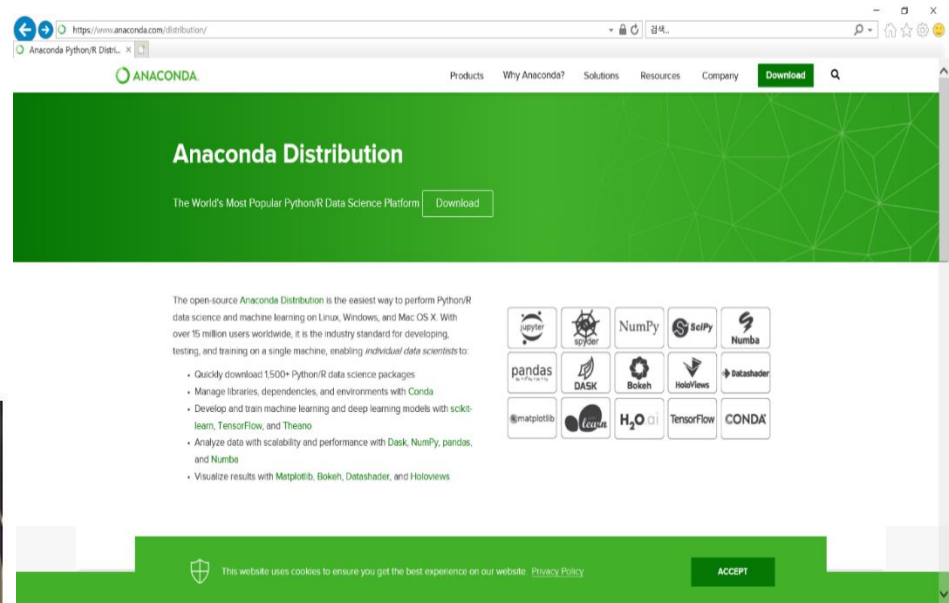 https://www.anaconda.com/distribution/
검색...
Anaconda Python/R Distri...
ANACONDA.
Products Why Anaconda? Solutions Resources Company Download
Anaconda Distribution
The World's Most Popular Python/R Data Science Platform Download
The open-source Anaconda Distribution is the easiest way to perform Python/R
data science and machine learning on Linux, Windows, and Mac OS X. With
over 15 million users worldwide, it is the industry standard for developing,
testing, and training on a single machine, enabling individual data scientists to:
• Quickly download 1,500+ Python/R data science packages
• Manage libraries, dependencies, and environments with Conda
• Develop and train machine learning and deep learning models with scikit-
learn, TensorFlow, and Theano
• Analyze data with scalability and performance with Dask, NumPy, pandas,
and Numba
• Visualize results with Matplotlib, Bokeh, Datashader, and Holoviews
jupyter spyder NumPy SciPy Numba
pandas DASK Bokeh HoloViews Datashader
matplotlib learn H2O.ai TensorFlow CONDA
This website uses cookies to ensure you get the best experience on our website. Privacy Policy
ACCEPT